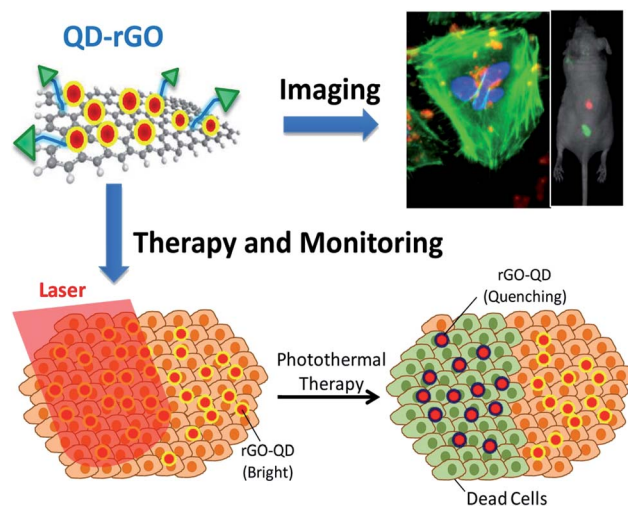 QD-rGO
Imaging
Therapy and Monitoring
Laser
rGO-QD
(Bright)
Photothermal
Therapy
rGO-QD
(Quenching)
Dead Cells